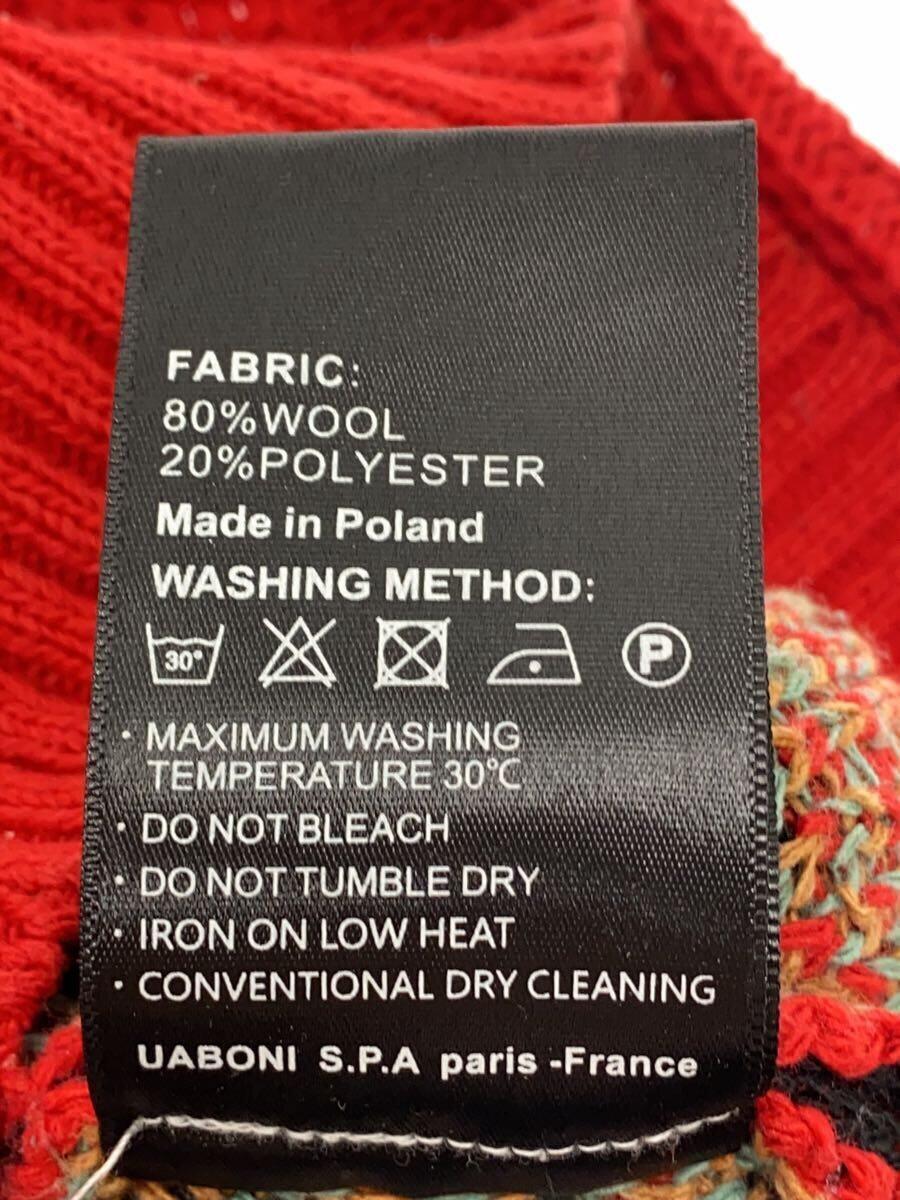 FABRIC:
80%WOOL
20%POLYESTER
Made in Poland
WASHING METHOD:
30° P
· MAXIMUM WASHING
TEMPERATURE 30℃
· DO NOT BLEACH
· DO NOT TUMBLE DRY
· IRON ON LOW HEAT
· CONVENTIONAL DRY CLEANING
UABONI S.P.A paris -France